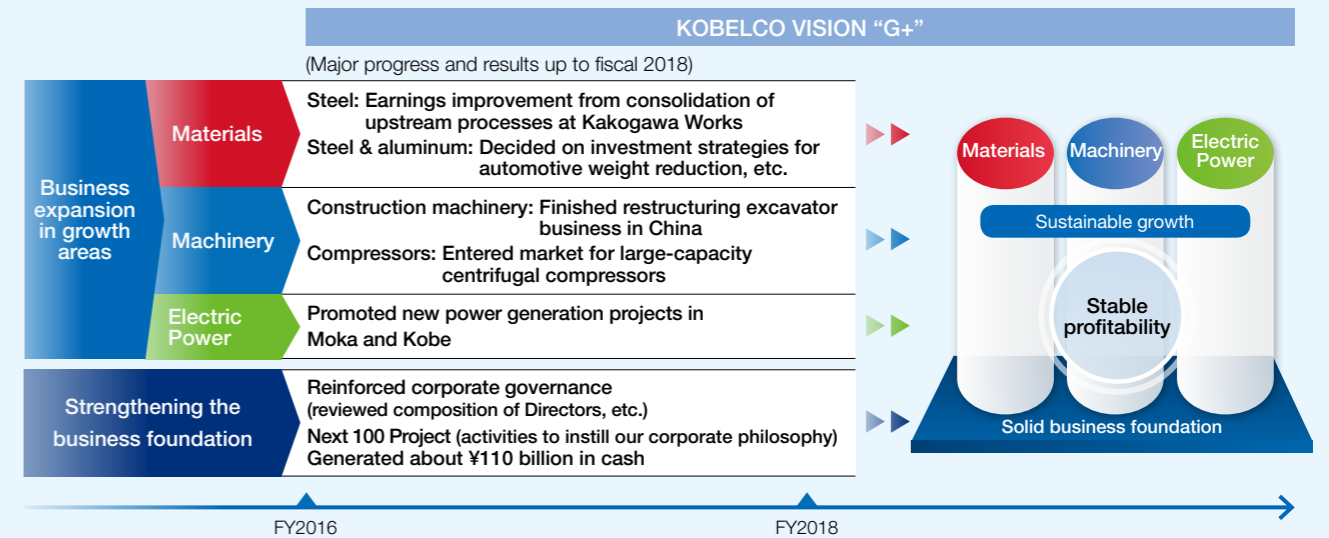 KOBELCO VISION “G+”
(Major progress and results up to fiscal 2018)
Business
expansion
in growth
areas
Materials
Steel: Earnings improvement from consolidation of
upstream processes at Kakogawa Works
Steel & aluminum: Decided on investment strategies for
automotive weight reduction, etc.
Machinery
Construction machinery: Finished restructuring excavator
business in China
Compressors: Entered market for large-capacity
centrifugal compressors
Electric
Power
Promoted new power generation projects in
Moka and Kobe
Strengthening the
business foundation
Reinforced corporate governance
(reviewed composition of Directors, etc.)
Next 100 Project (activities to instill our corporate philosophy)
Generated about ¥110 billion in cash
Materials
Machinery
Electric
Power
Sustainable growth
Stable
profitability
Solid business foundation
FY2016
FY2018